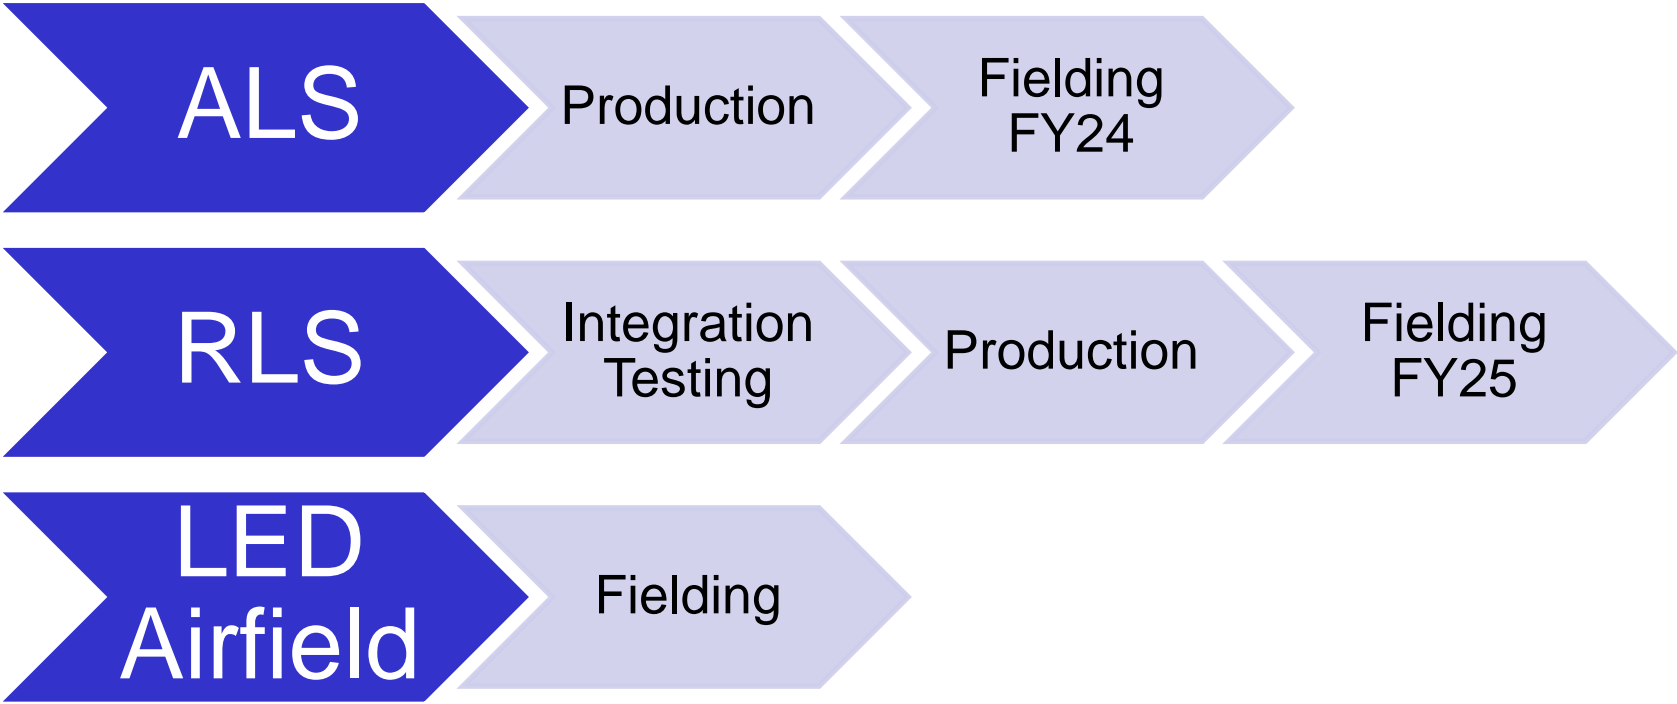 ALS
Production
Fielding
FY24
RLS
Integration
Testing
Production
Fielding
FY25
LED
Airfield
Fielding